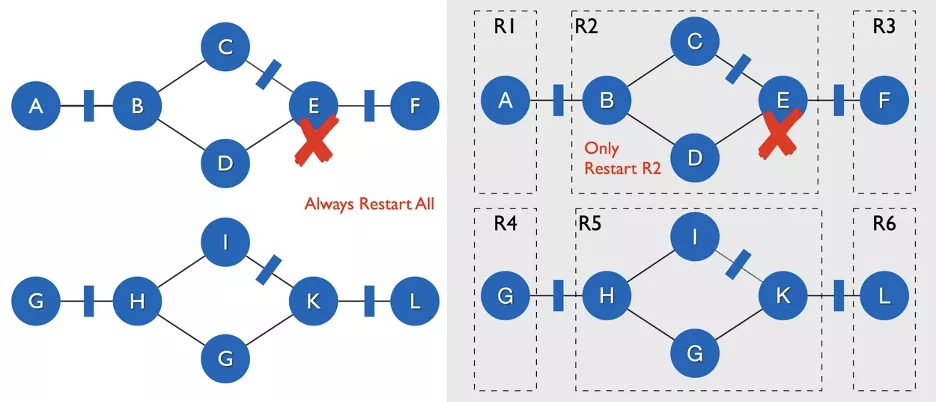 C
A
B
E
F
D
Always Restart All
I
G
H
K
L
G
R1
R2
R3
C
A
B
E
F
Only
Restart R2
D
R4
R5
R6
I
G
H
K
L
G